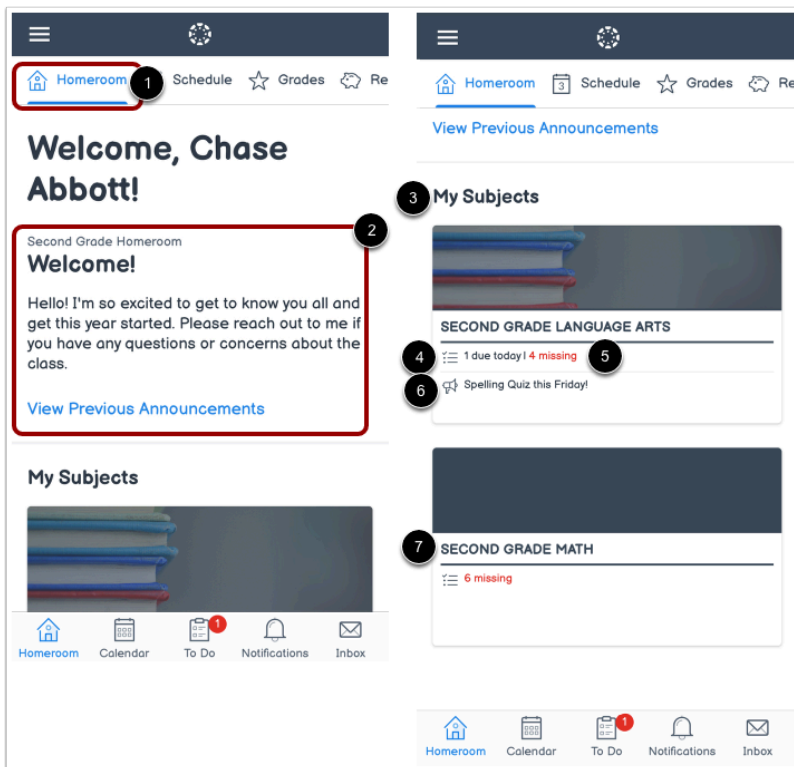 Homeroom 1 Schedule Grades Re
Welcome, Chase
Abbott!
2
Second Grade Homeroom
Welcome!
Hello! I'm so excited to get to know you all and
get this year started. Please reach out to me if
you have any questions or concerns about the
class.
View Previous Announcements
My Subjects
1
Homeroom Calendar To Do Notifications Inbox
Homeroom 3 Schedule Grades Re
View Previous Announcements
3 My Subjects
SECOND GRADE LANGUAGE ARTS
4 1 due today | 4 missing 5
6 Spelling Quiz this Friday!
7 SECOND GRADE MATH
6 missing
1
Homeroom Calendar To Do Notifications Inbox